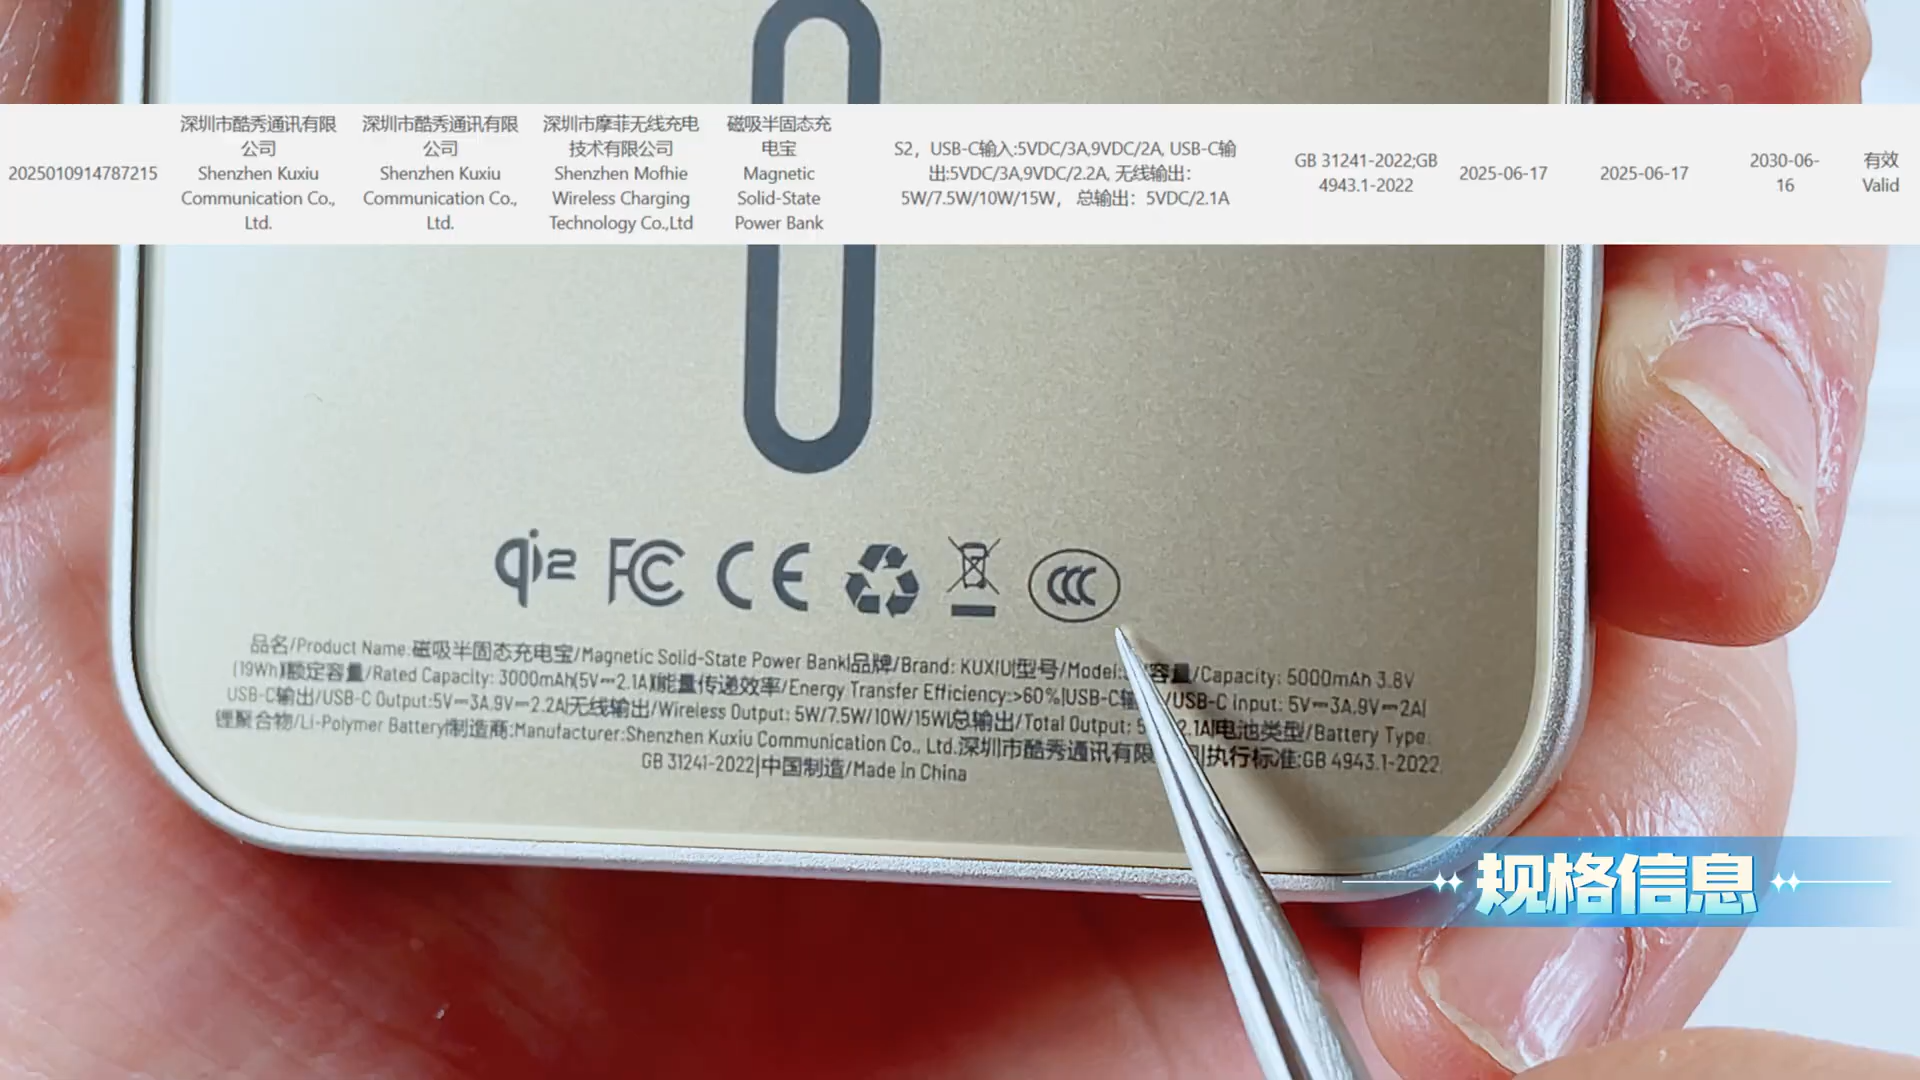 2025010914787215
深圳市酷秀通讯有限
公司
Shenzhen Kuxiu
Communication Co.,
Ltd.
深圳市酷秀通讯有限
公司
Shenzhen Kuxiu
Communication Co.,
Ltd.
深圳市摩菲无线充电
技术有限公司
Shenzhen Mofhie
Wireless Charging
Technology Co.,Ltd
磁吸半固态充
电宝
Magnetic
Solid-State
Power Bank
S2，USB-C输入:5VDC/3A,9VDC/2A, USB-C输
出:5VDC/3A,9VDC/2.2A, 无线输出：
5W/7.5W/10W/15W， 总输出：5VDC/2.1A
GB 31241-2022;GB
4943.1-2022
2025-06-17
2025-06-17
2030-06-
16
有效
Valid
qi2 FC CE CCC
品名/Product Name:磁吸半固态充电宝/Magnetic Solid-State Power Bank|品牌/Brand: KUXIU|型号/Model: 容量/Capacity: 5000mAh 3.8V
(19Wh)|额定容量/Rated Capacity: 3000mAh(5V⎓2.1A)|能量传递效率/Energy Transfer Efficiency:>60%|USB-C输 /USB-C Input: 5V⎓3A,9V⎓2A|
USB-C输出/USB-C Output:5V⎓3A,9V⎓2.2A|无线输出/Wireless Output: 5W/7.5W/10W/15W|总输出/Total Output: 2.1A|电池类型/Battery Type:
锂聚合物/Li-Polymer Battery|制造商:Manufacturer:Shenzhen Kuxiu Communication Co., Ltd.深圳市酷秀通讯有限 |执行标准:GB 4943.1-2022
GB 31241-2022|中国制造/Made in China
规格信息